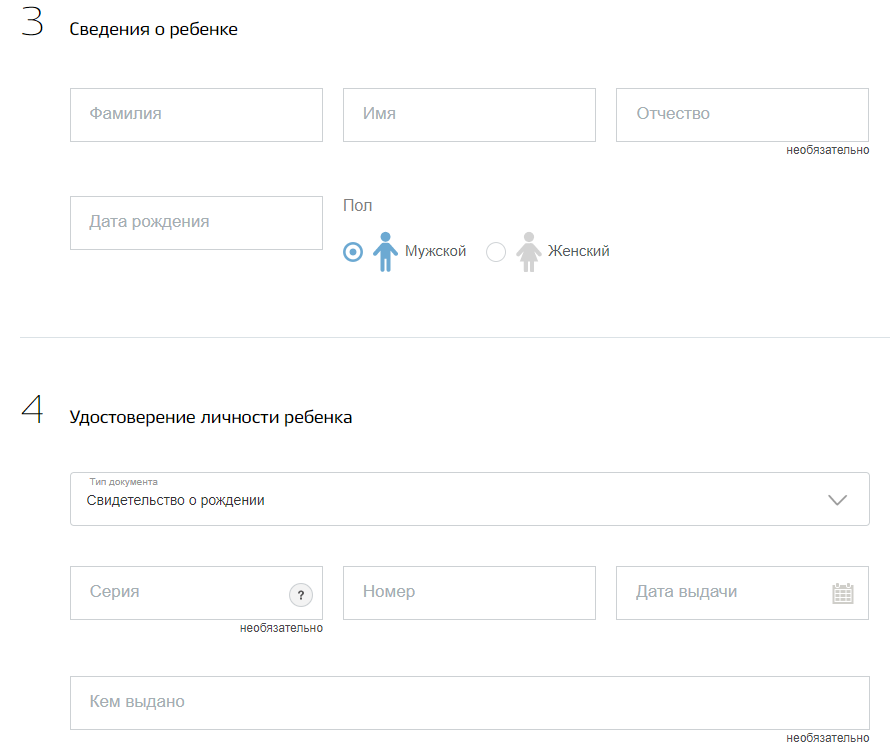 3 Сведения о ребенке
Фамилия Имя Отчество
необязательно
Дата рождения Пол
Мужской Женский
4 Удостоверение личности ребенка
Тип документа
Свидетельство о рождении
Серия ? Номер Дата выдачи
необязательно
Кем выдано
необязательно